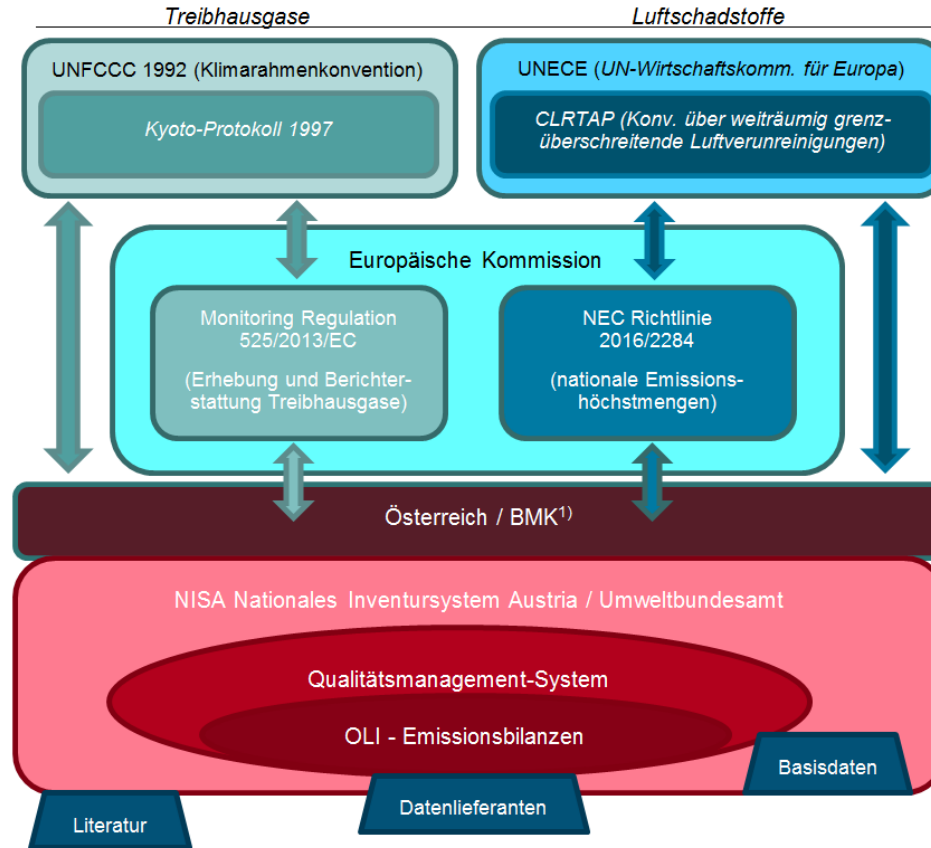 Treibhausgase
Luftschadstoffe
UNFCCC 1992 (Klimarahmenkonvention)
Kyoto-Protokoll 1997
UNECE (UN-Wirtschaftskomm. für Europa)
CLRTAP (Konv. über weiträumig grenz-
überschreitende Luftverunreinigungen)
Europäische Kommission
Monitoring Regulation
525/2013/EC
(Erhebung und Berichter-
stattung Treibhausgase)
NEC Richtlinie
2016/2284
(nationale Emissions-
höchstmengen)
Österreich / BMK1)
NISA Nationales Inventursystem Austria / Umweltbundesamt
Qualitätsmanagement-System
OLI - Emissionsbilanzen
Basisdaten
Datenlieferanten
Literatur